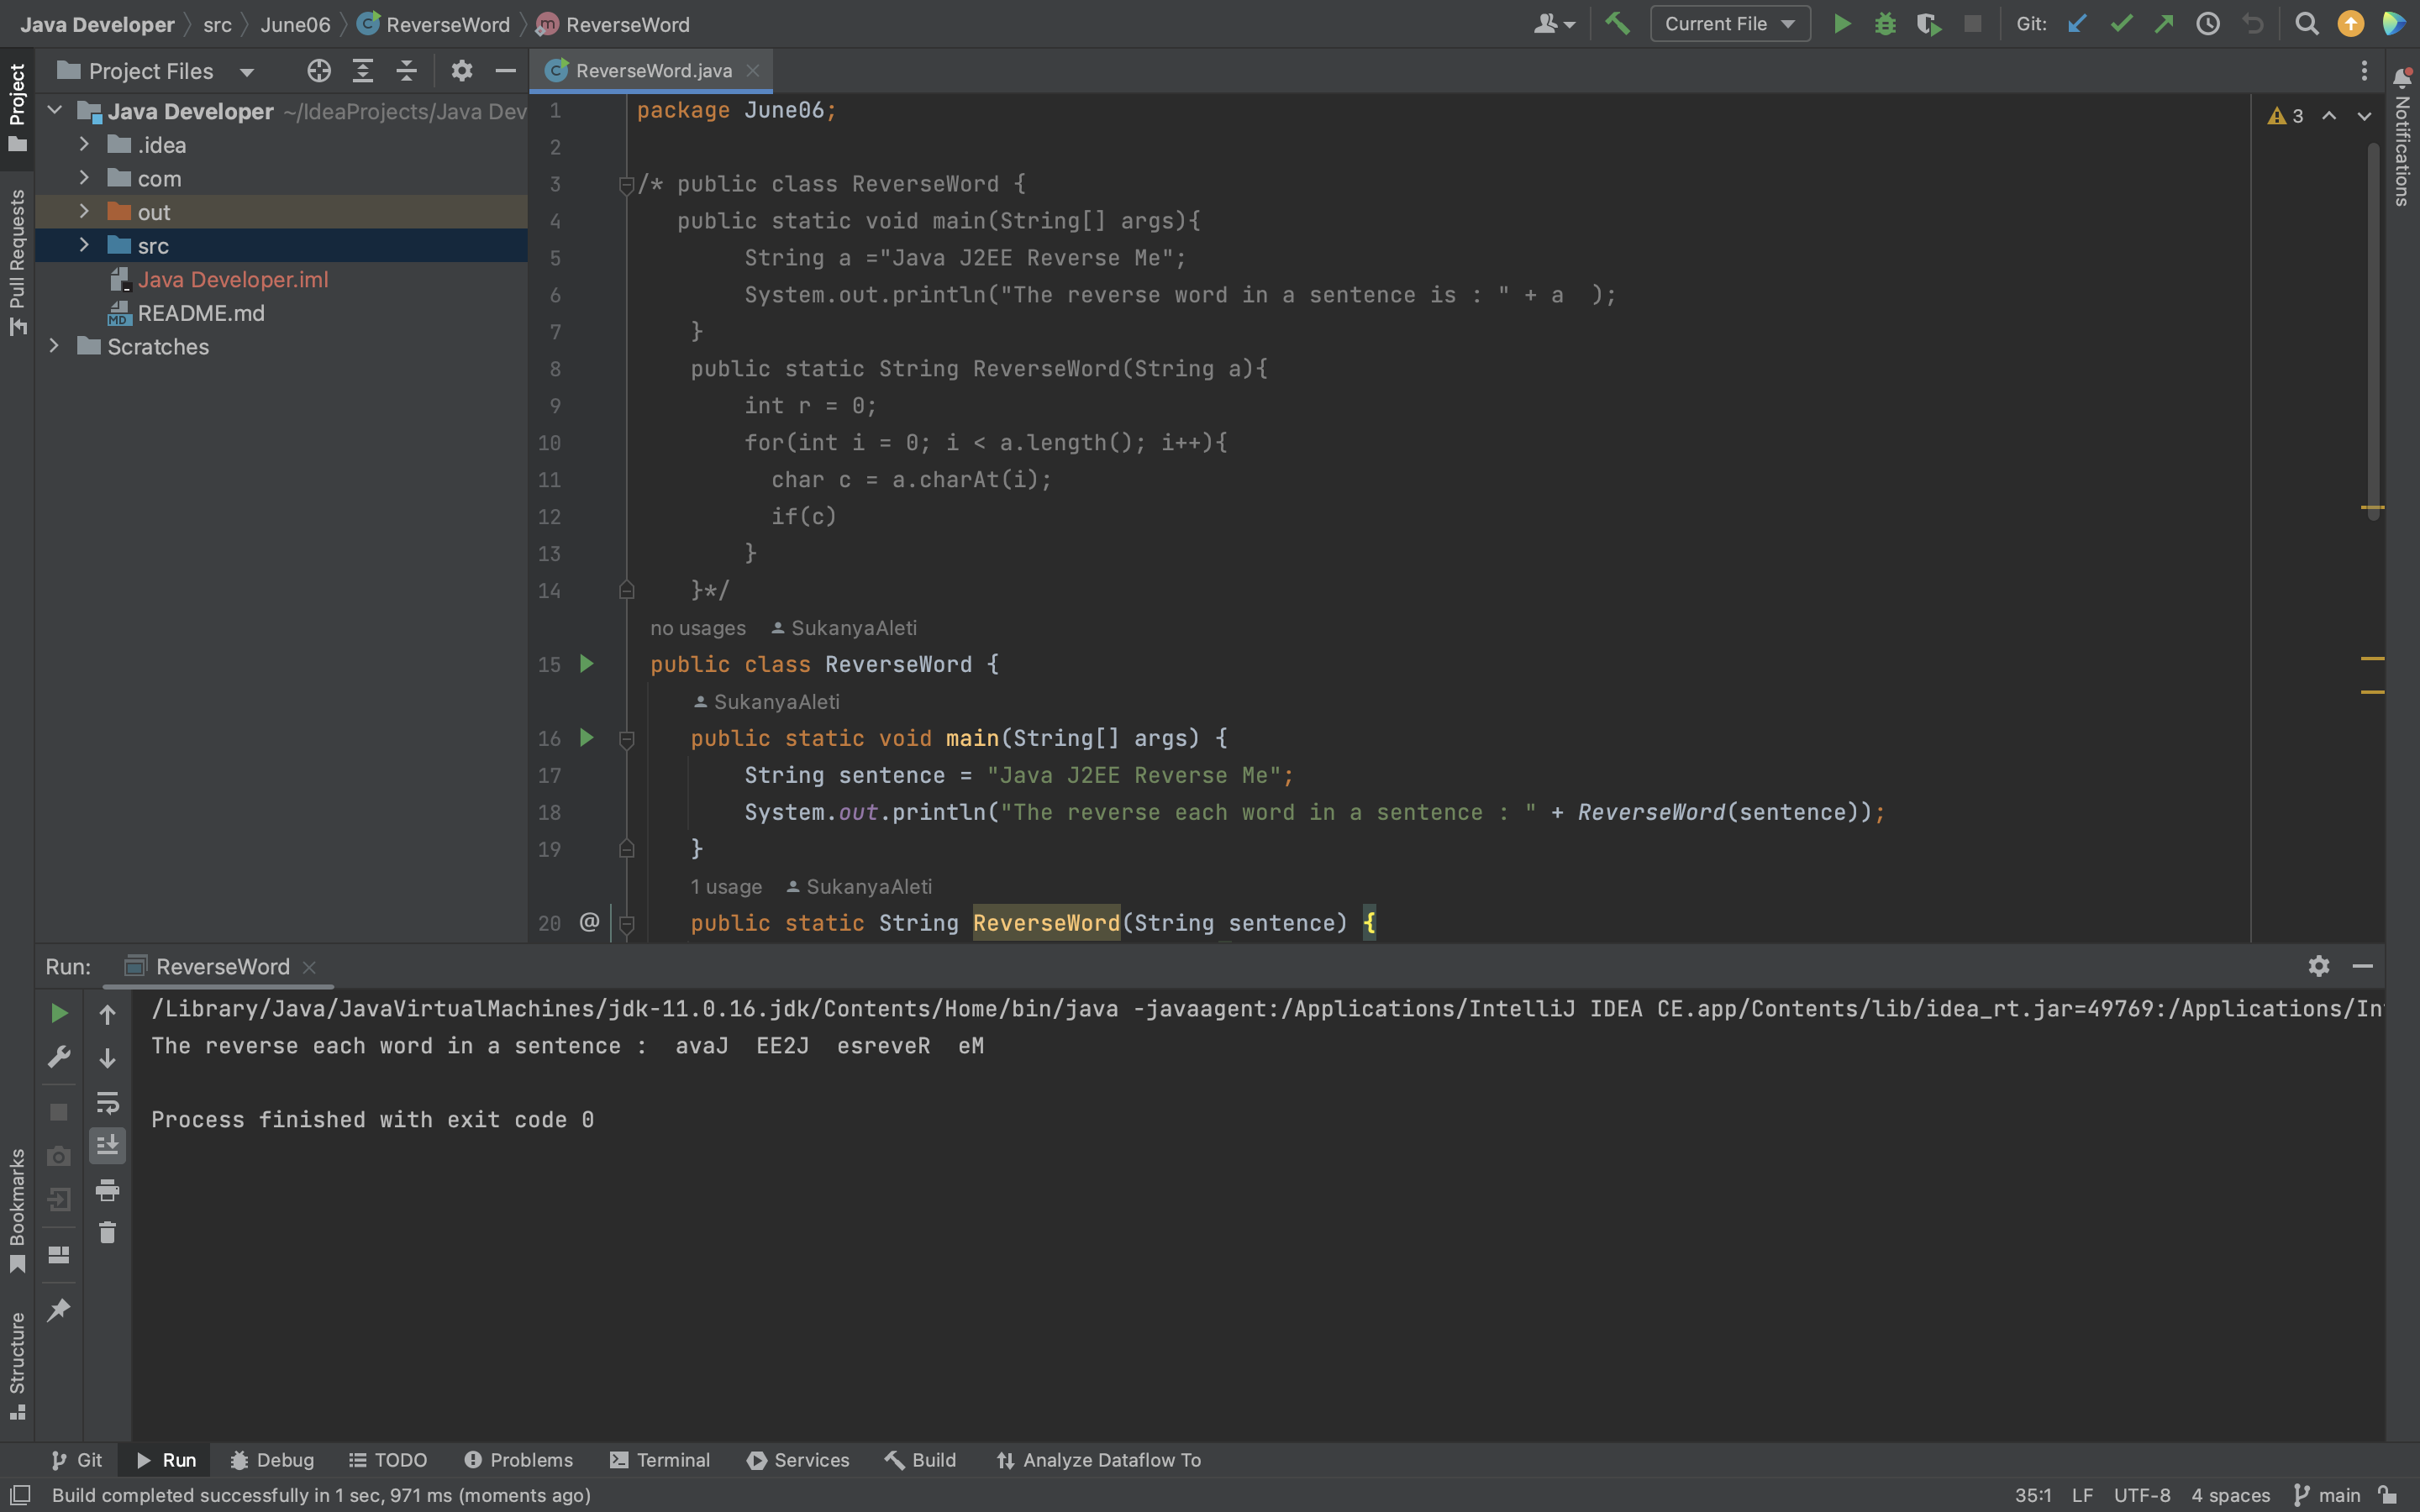 Java Developer src June06 ReverseWord ReverseWord Current File Git:
Project Files
ReverseWord.java
Project
Pull Requests
Bookmarks
Structure
Notifications
Java Developer ~/IdeaProjects/Java Dev
.idea
com
out
src
Java Developer.iml
README.md
Scratches
3
1 package June06;
2
3 /* public class ReverseWord {
4 public static void main(String[] args){
5 String a ="Java J2EE Reverse Me";
6 System.out.println("The reverse word in a sentence is : " + a  );
7 }
8 public static String ReverseWord(String a){
9 int r = 0;
10 for(int i = 0; i < a.length(); i++){
11 char c = a.charAt(i);
12 if(c)
13 }
14 }*/
no usages SukanyaAleti
15 public class ReverseWord {
SukanyaAleti
16 public static void main(String[] args) {
17 String sentence = "Java J2EE Reverse Me";
18 System.out.println("The reverse each word in a sentence : " + ReverseWord(sentence));
19 }
1 usage SukanyaAleti
20 @ public static String ReverseWord(String sentence) {
Run: ReverseWord
/Library/Java/JavaVirtualMachines/jdk-11.0.16.jdk/Contents/Home/bin/java -javaagent:/Applications/IntelliJ IDEA CE.app/Contents/lib/idea_rt.jar=49769:/Applications/Int
The reverse each word in a sentence :  avaJ  EE2J  esreveR  eM
Process finished with exit code 0
Git Run Debug TODO Problems Terminal Services Build Analyze Dataflow To
Build completed successfully in 1 sec, 971 ms (moments ago) 35:1 LF UTF-8 4 spaces main